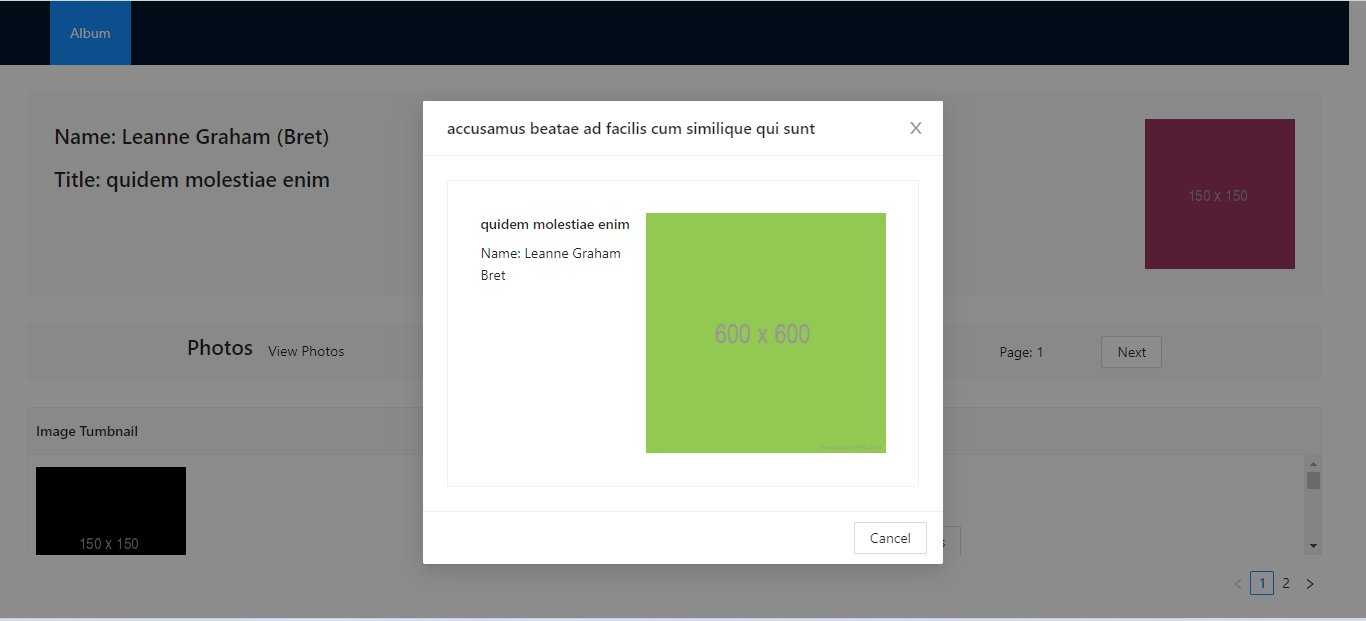 Album
Name: Leanne Graham (Bret)
Title: quidem molestiae enim
150 x 150
accusamus beatae ad facilis cum similique qui sunt
X
quidem molestiae enim
Name: Leanne Graham
Bret
600 x 600
Cancel
Photos View Photos
Page: 1
Next
Image Tumbnail
150 x 150
< 1 2 >